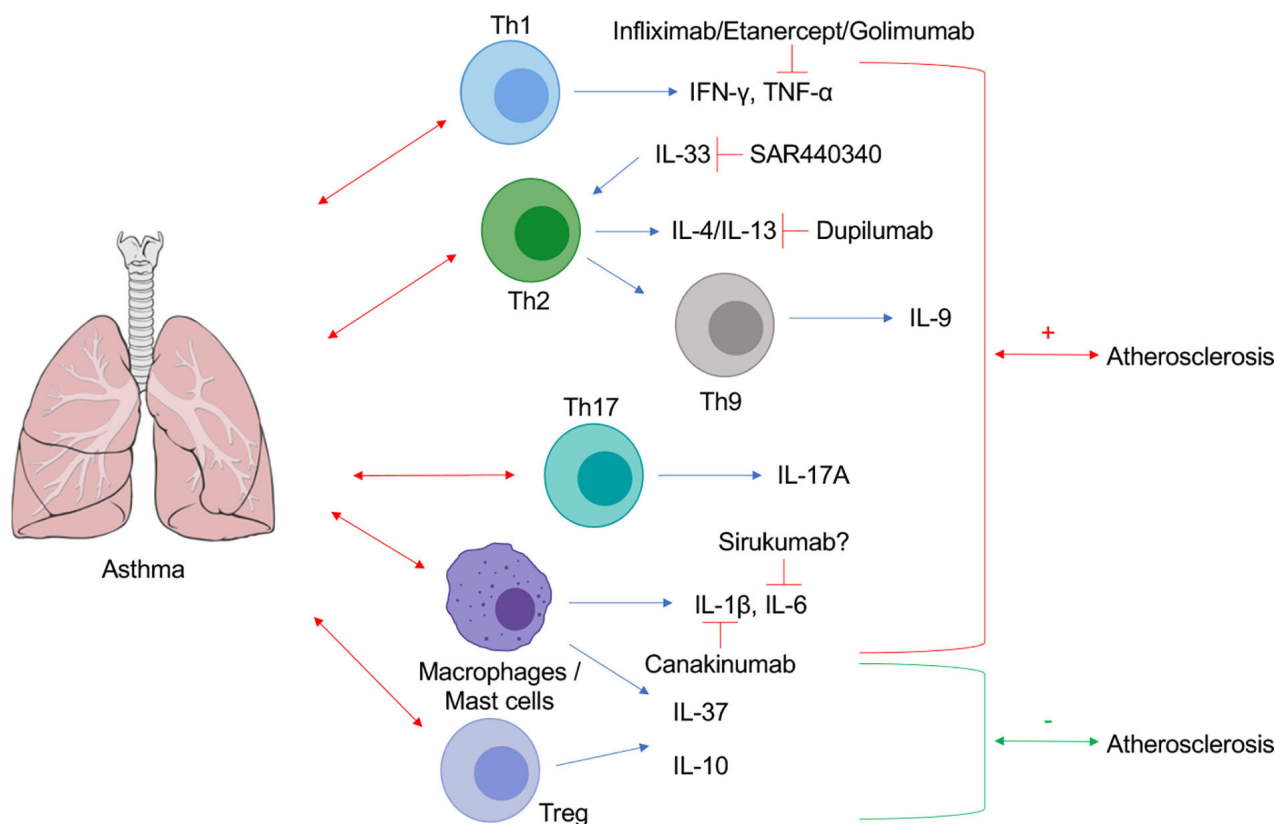 Th1
Infliximab/Etanercept/Golimumab
IFN-γ, TNF-α
IL-33
SAR440340
IL-4/IL-13
Dupilumab
Th2
IL-9
+
Atherosclerosis
Th9
Th17
IL-17A
Asthma
Sirukumab?
IL-1β, IL-6
Canakinumab
Macrophages /
Mast cells
IL-37
-
Atherosclerosis
IL-10
Treg